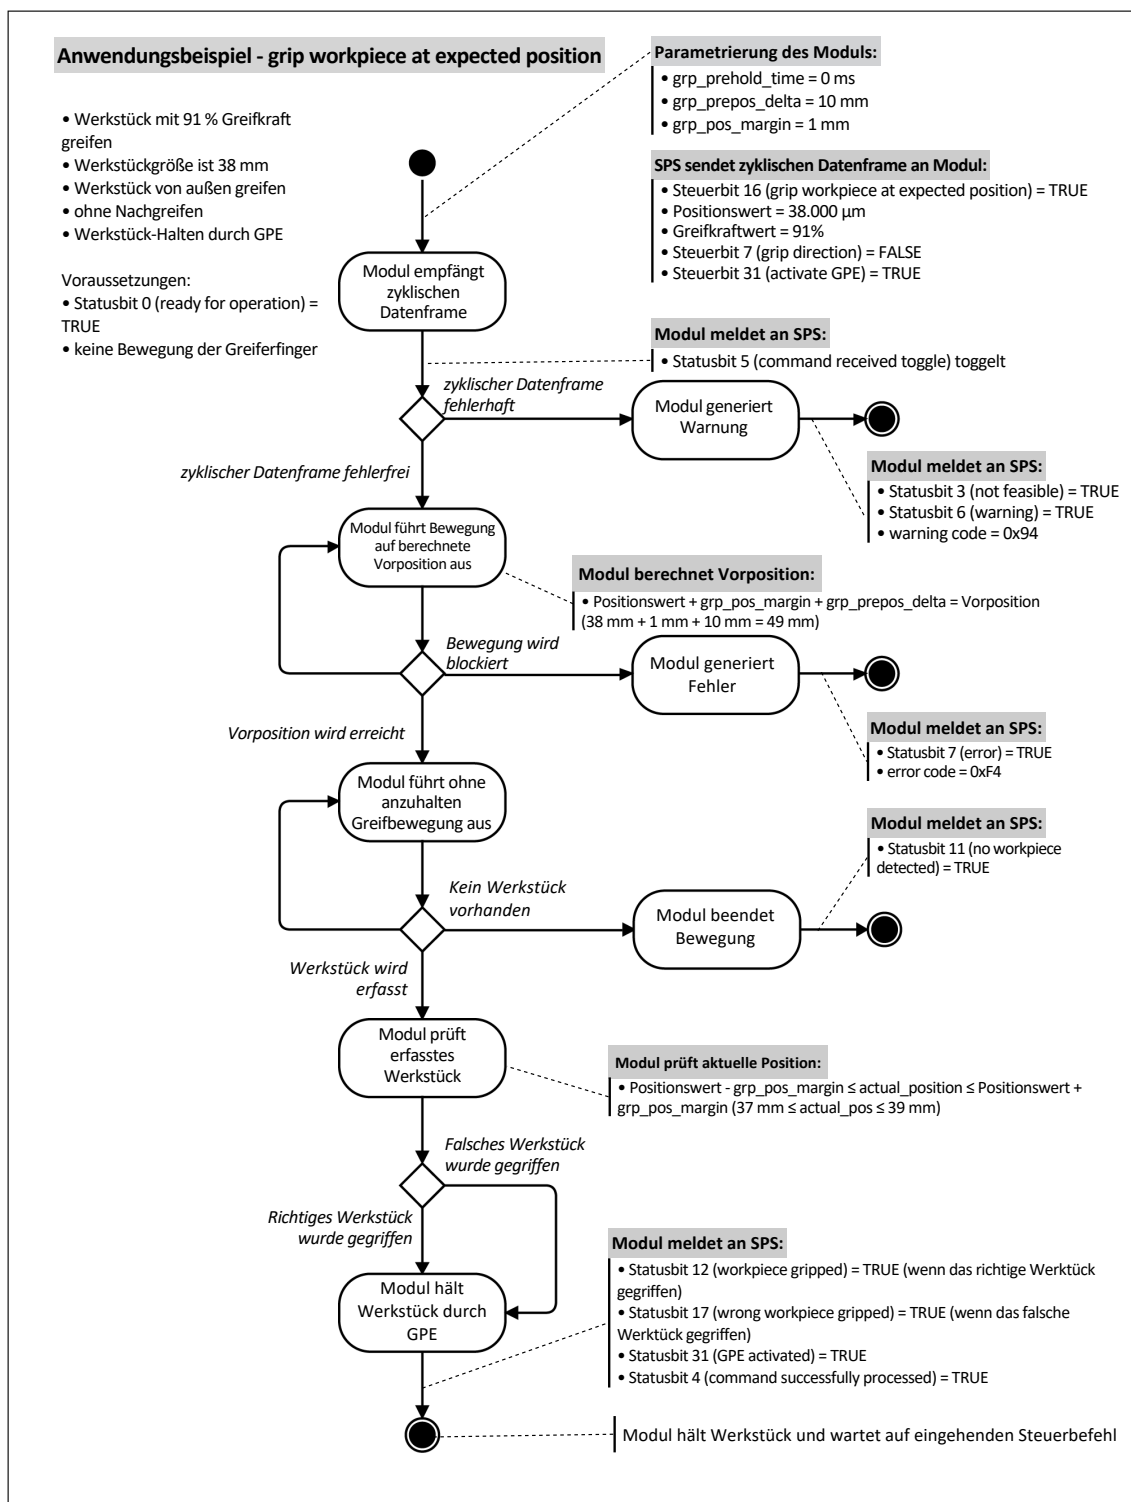 Anwendungsbeispiel - grip workpiece at expected position
• Werkstück mit 91 % Greifkraft
greifen
• Werkstückgröße ist 38 mm
• Werkstück von außen greifen
• ohne Nachgreifen
• Werkstück-Halten durch GPE
Voraussetzungen:
• Statusbit 0 (ready for operation) =
TRUE
• keine Bewegung der Greiferfinger
Parametrierung des Moduls:
• grp_prehold_time = 0 ms
• grp_prepos_delta = 10 mm
• grp_pos_margin = 1 mm
SPS sendet zyklischen Datenframe an Modul:
• Steuerbit 16 (grip workpiece at expected position) = TRUE
• Positionswert = 38.000 µm
• Greifkraftwert = 91%
• Steuerbit 7 (grip direction) = FALSE
• Steuerbit 31 (activate GPE) = TRUE
Modul empfängt
zyklischen
Datenframe
Modul meldet an SPS:
• Statusbit 5 (command received toggle) toggelt
zyklischer Datenframe
fehlerhaft
Modul generiert
Warnung
Modul meldet an SPS:
• Statusbit 3 (not feasible) = TRUE
• Statusbit 6 (warning) = TRUE
• warning code = 0x94
zyklischer Datenframe fehlerfrei
Modul führt Bewegung
auf berechnete
Vorposition aus
Modul berechnet Vorposition:
• Positionswert + grp_pos_margin + grp_prepos_delta = Vorposition
(38 mm + 1 mm + 10 mm = 49 mm)
Bewegung wird
blockiert
Modul generiert
Fehler
Modul meldet an SPS:
• Statusbit 7 (error) = TRUE
• error code = 0xF4
Vorposition wird erreicht
Modul führt ohne
anzuhalten
Greifbewegung aus
Modul meldet an SPS:
• Statusbit 11 (no workpiece
detected) = TRUE
Kein Werkstück
vorhanden
Modul beendet
Bewegung
Werkstück wird
erfasst
Modul prüft
erfasstes
Werkstück
Modul prüft aktuelle Position:
• Positionswert - grp_pos_margin ≤ actual_position ≤ Positionswert +
grp_pos_margin (37 mm ≤ actual_pos ≤ 39 mm)
Falsches Werkstück
wurde gegriffen
Richtiges Werkstück
wurde gegriffen
Modul hält
Werkstück durch
GPE
Modul meldet an SPS:
• Statusbit 12 (workpiece gripped) = TRUE (wenn das richtige Werktück
gegriffen)
• Statusbit 17 (wrong workpiece gripped) = TRUE (wenn das falsche
Werktück gegriffen)
• Statusbit 31 (GPE activated) = TRUE
• Statusbit 4 (command successfully processed) = TRUE
Modul hält Werkstück und wartet auf eingehenden Steuerbefehl